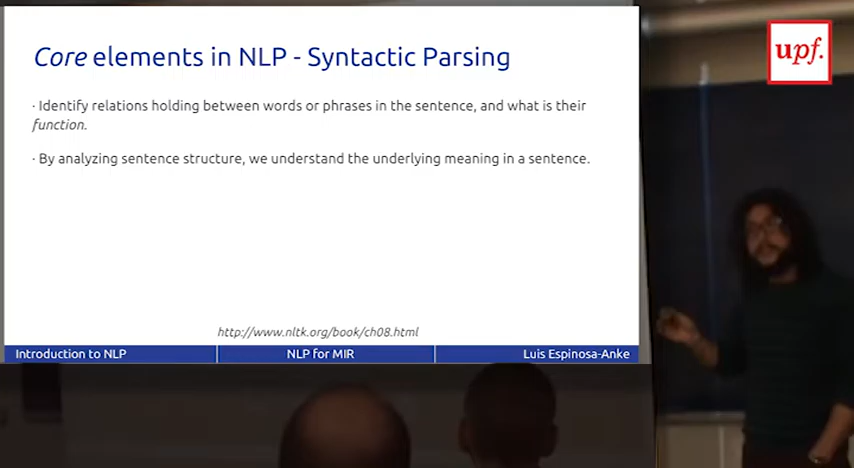 Core elements in NLP - Syntactic Parsing
upf.
· Identify relations holding between words or phrases in the sentence, and what is their
function.
· By analyzing sentence structure, we understand the underlying meaning in a sentence.
http://www.nltk.org/book/ch08.html
Introduction to NLP
NLP for MIR
Luis Espinosa-Anke